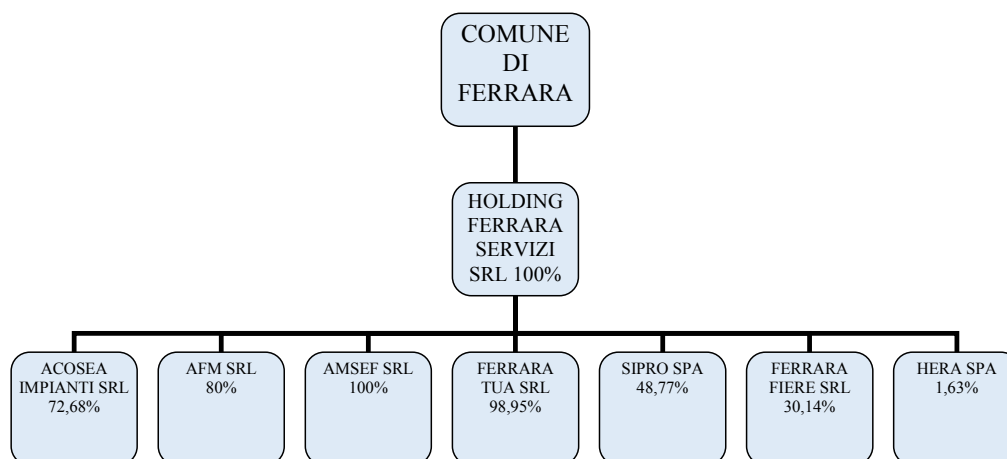 COMUNE
DI
FERRARA
HOLDING
FERRARA
SERVIZI
SRL 100%
ACOSEA
IMPIANTI SRL
72,68%
AFM SRL
80%
AMSEF SRL
100%
FERRARA
TUA SRL
98,95%
SIPRO SPA
48,77%
FERRARA
FIERE SRL
30,14%
HERA SPA
1,63%